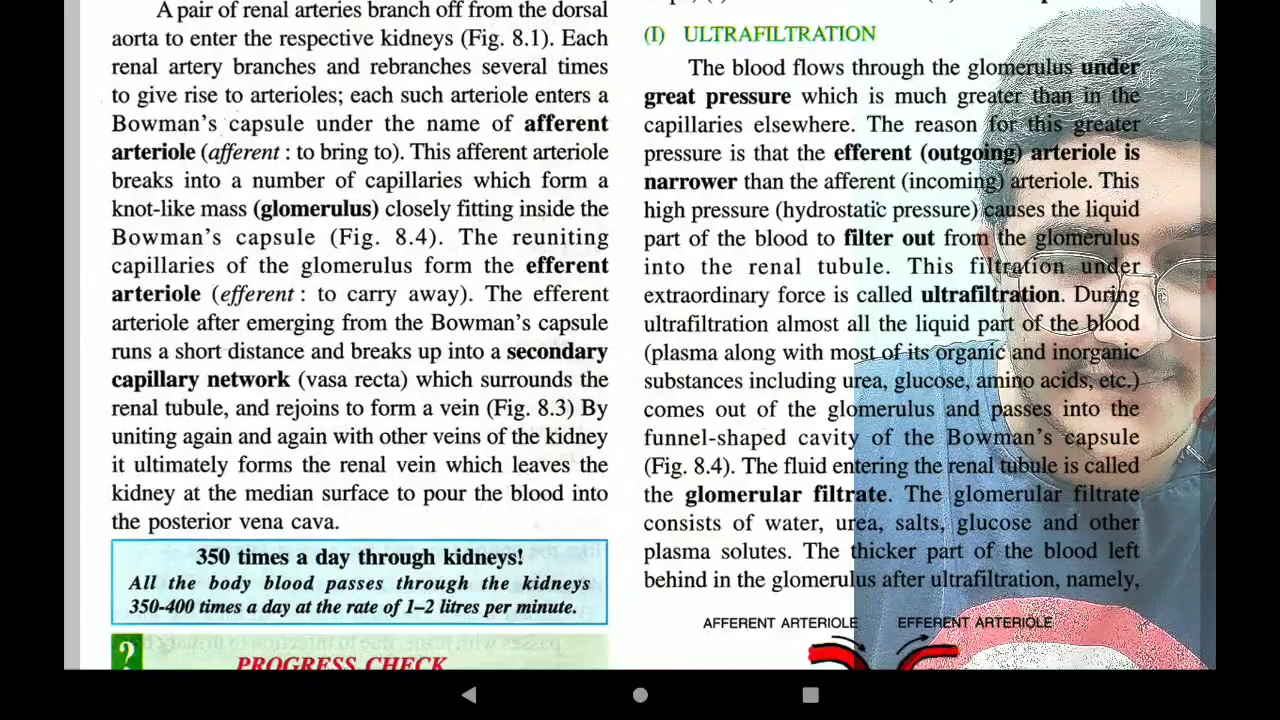 A pair of renal arteries branch off from the dorsal
aorta to enter the respective kidneys (Fig. 8.1). Each
renal artery branches and rebranches several times
to give rise to arterioles; each such arteriole enters a
Bowman's capsule under the name of afferent
arteriole (afferent : to bring to). This afferent arteriole
breaks into a number of capillaries which form a
knot-like mass (glomerulus) closely fitting inside the
Bowman's capsule (Fig. 8.4). The reuniting
capillaries of the glomerulus form the efferent
arteriole (efferent : to carry away). The efferent
arteriole after emerging from the Bowman's capsule
runs a short distance and breaks up into a secondary
capillary network (vasa recta) which surrounds the
renal tubule, and rejoins to form a vein (Fig. 8.3) By
uniting again and again with other veins of the kidney
it ultimately forms the renal vein which leaves the
kidney at the median surface to pour the blood into
the posterior vena cava.
350 times a day through kidneys!
All the body blood passes through the kidneys
350-400 times a day at the rate of 1–2 litres per minute.
?
PROGRESS CHECK
(I) ULTRAFILTRATION
The blood flows through the glomerulus under
great pressure which is much greater than in the
capillaries elsewhere. The reason for this greater
pressure is that the efferent (outgoing) arteriole is
narrower than the afferent (incoming) arteriole. This
high pressure (hydrostatic pressure) causes the liquid
part of the blood to filter out from the glomerulus
into the renal tubule. This filtration under
extraordinary force is called ultrafiltration. During
ultrafiltration almost all the liquid part of the blood
(plasma along with most of its organic and inorganic
substances including urea, glucose, amino acids, etc.)
comes out of the glomerulus and passes into the
funnel-shaped cavity of the Bowman's capsule
(Fig. 8.4). The fluid entering the renal tubule is called
the glomerular filtrate. The glomerular filtrate
consists of water, urea, salts, glucose and other
plasma solutes. The thicker part of the blood left
behind in the glomerulus after ultrafiltration, namely,
AFFERENT ARTERIOLE EFFERENT ARTERIOLE